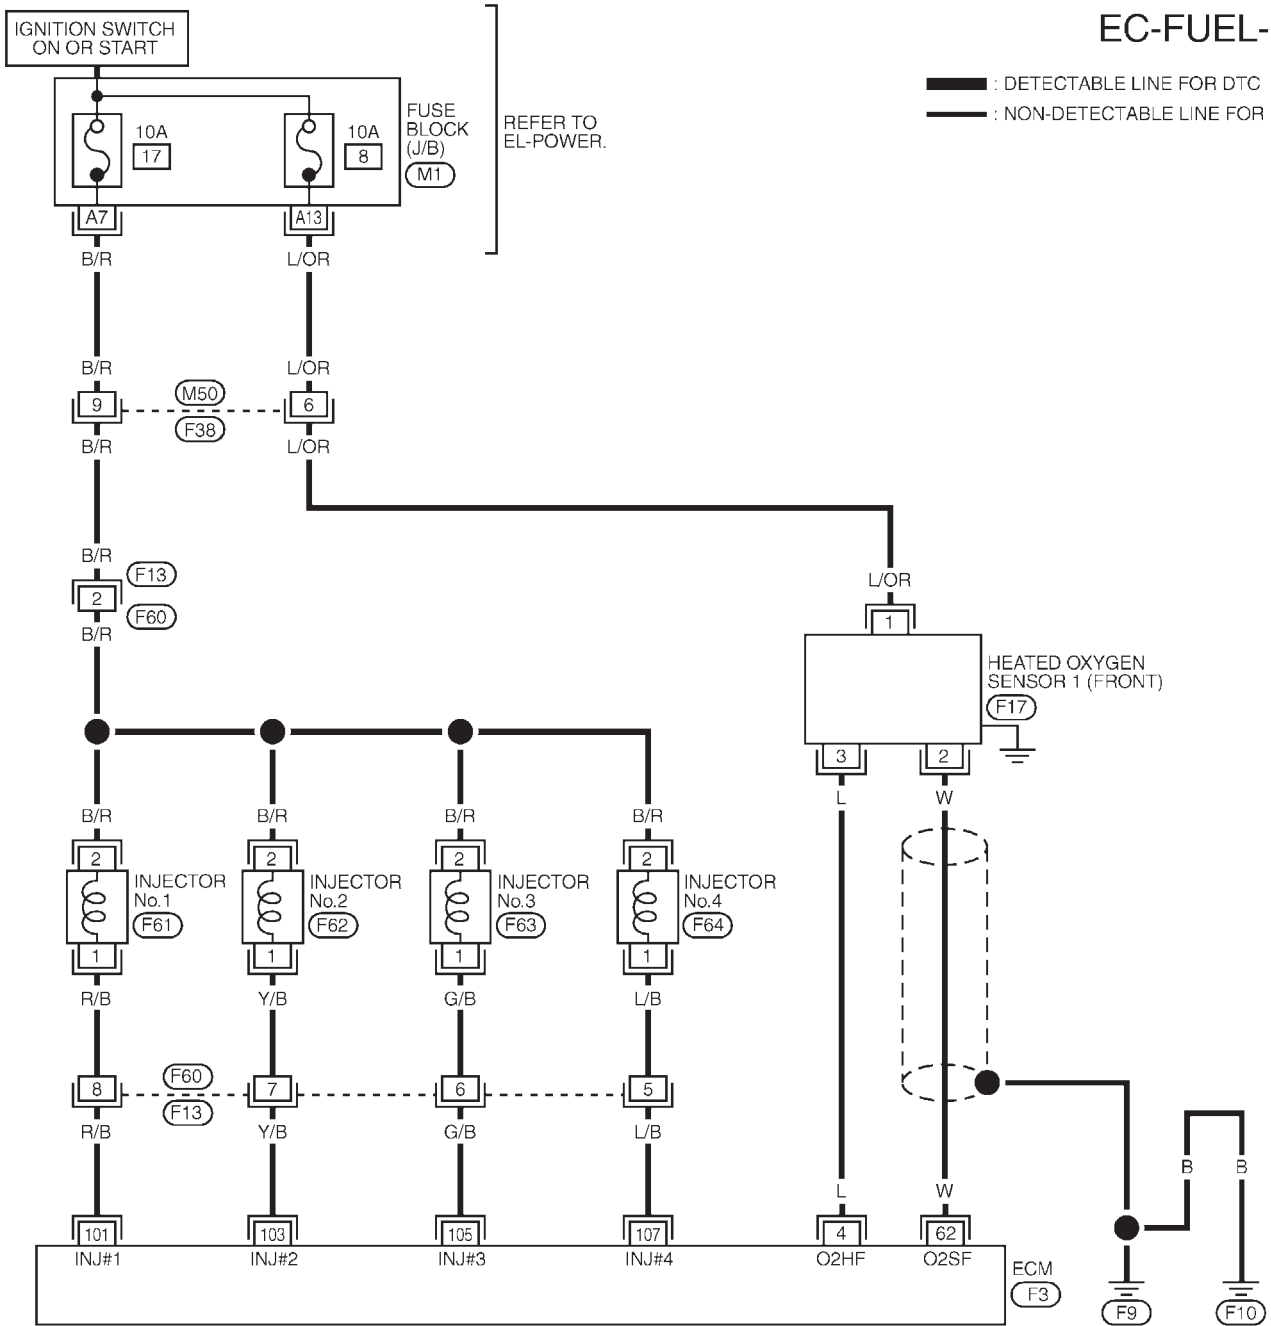 IGNITION SWITCH
ON OR START
EC-FUEL-
: DETECTABLE LINE FOR DTC
: NON-DETECTABLE LINE FOR
10A
17
10A
8
FUSE
BLOCK
(J/B)
M1
REFER TO
EL-POWER.
A7
A13
B/R
L/OR
B/R
L/OR
9
M50
F38
6
B/R
L/OR
B/R
F13
2
F60
B/R
L/OR
1
HEATED OXYGEN
SENSOR 1 (FRONT)
F17
3
2
L
W
B/R
B/R
B/R
B/R
2
2
2
2
INJECTOR
No.1
F61
INJECTOR
No.2
F62
INJECTOR
No.3
F63
INJECTOR
No.4
F64
1
1
1
1
R/B
Y/B
G/B
L/B
8
F60
F13
7
6
5
R/B
Y/B
G/B
L/B
L
W
B
B
101
103
105
107
4
62
INJ#1
INJ#2
INJ#3
INJ#4
O2HF
O2SF
ECM
F3
F9
F10